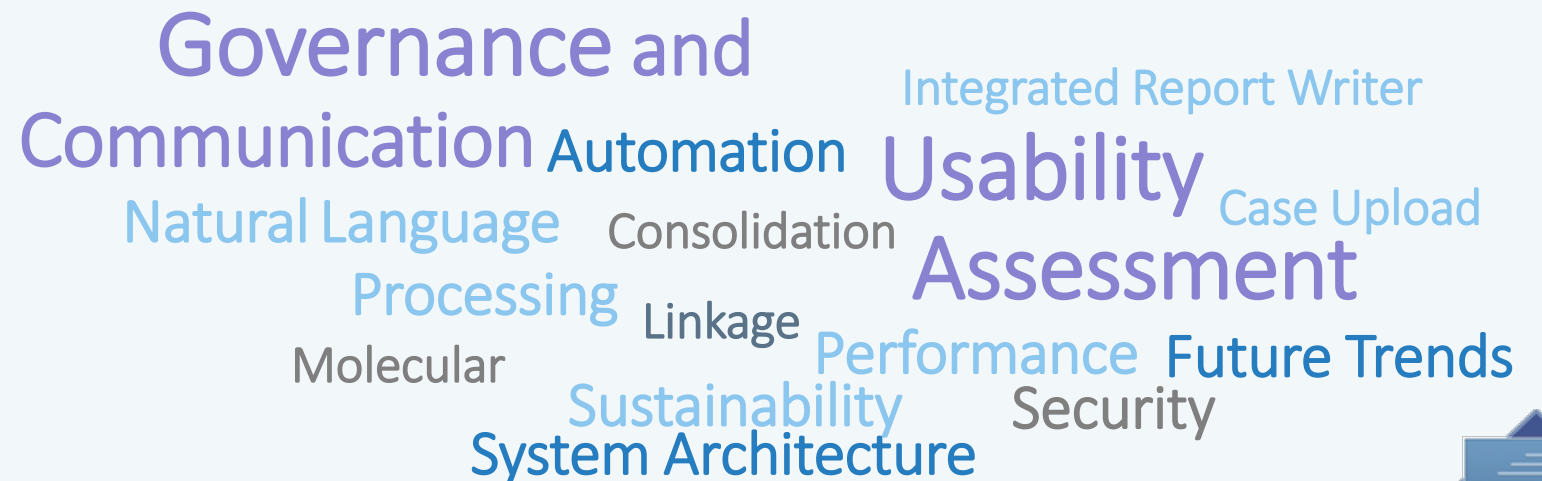 Governance and
Communication
Integrated Report Writer
Automation
Usability
Assessment
Case Upload
Natural Language
Processing
Consolidation
Linkage
Molecular
Performance
Future Trends
Sustainability
Security
System Architecture